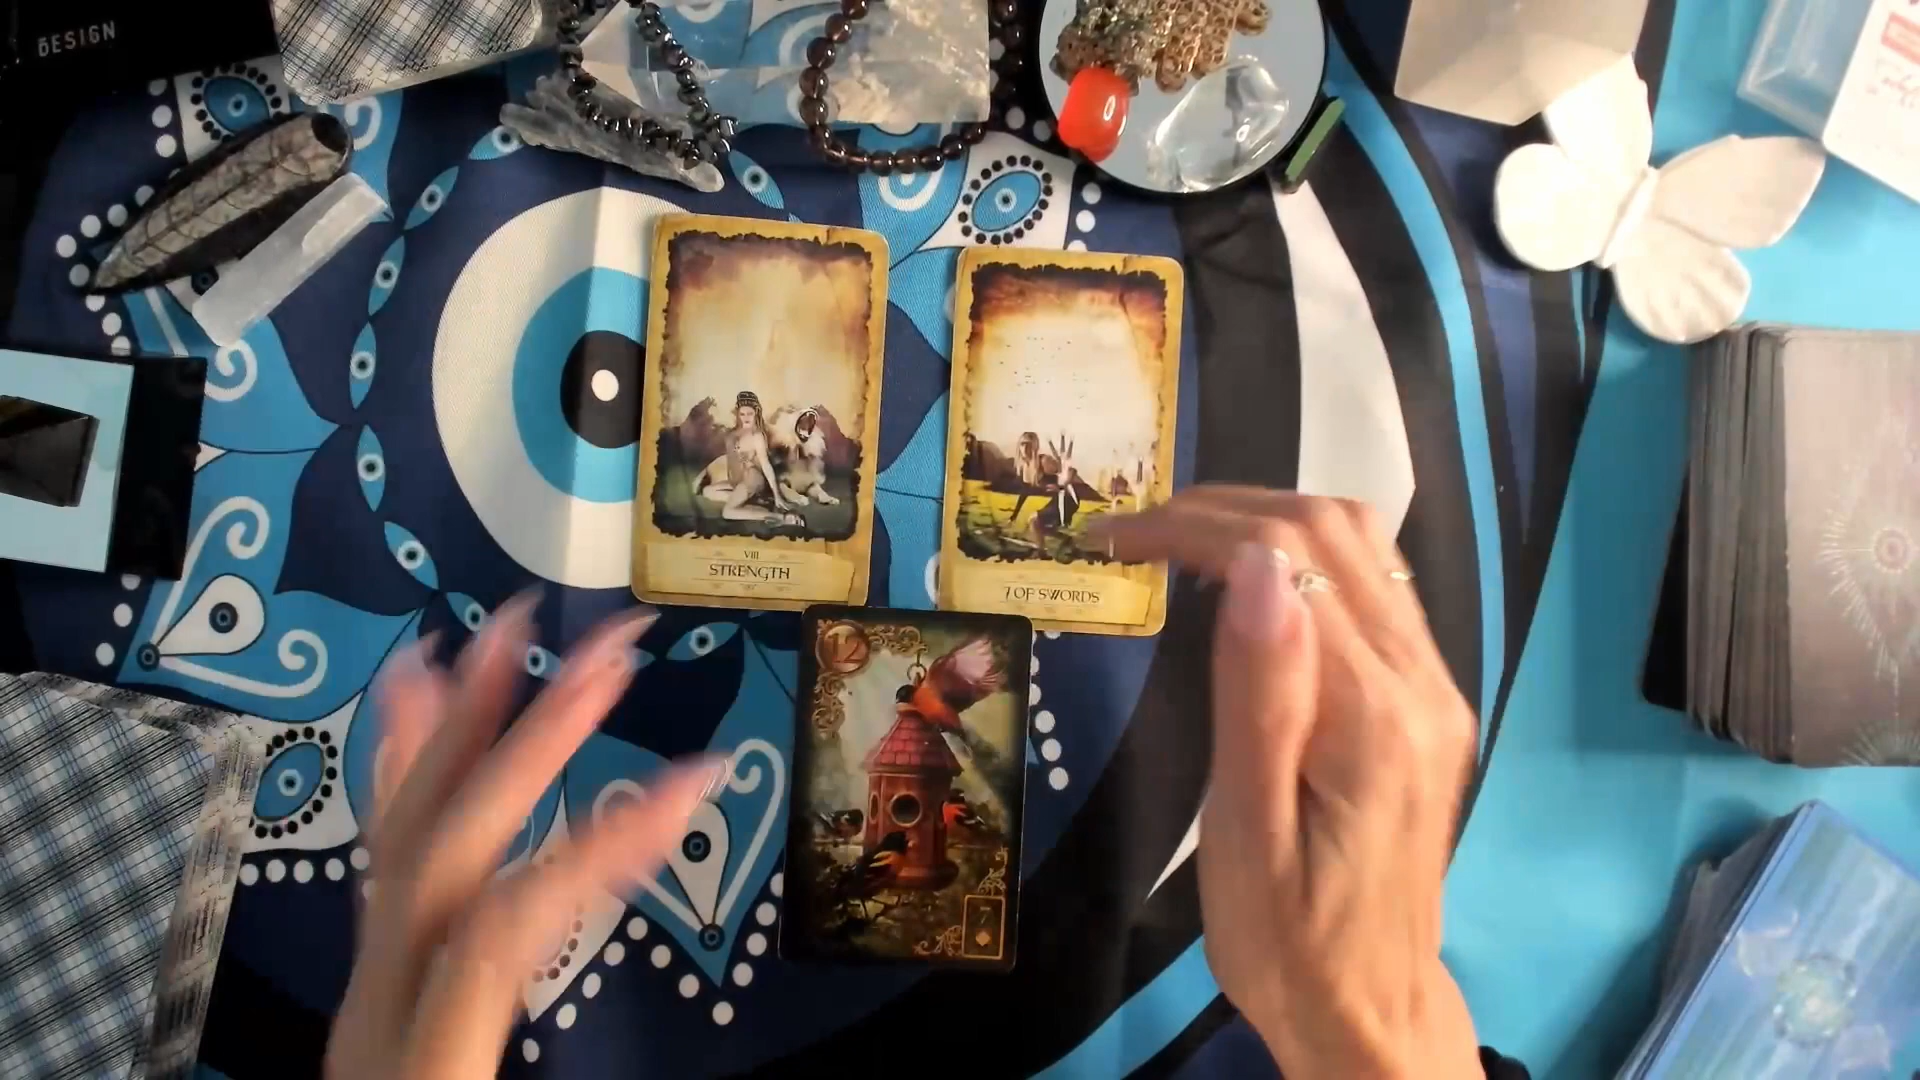 DESIGN
VIII
STRENGTH
7 OF SWORDS
12
7